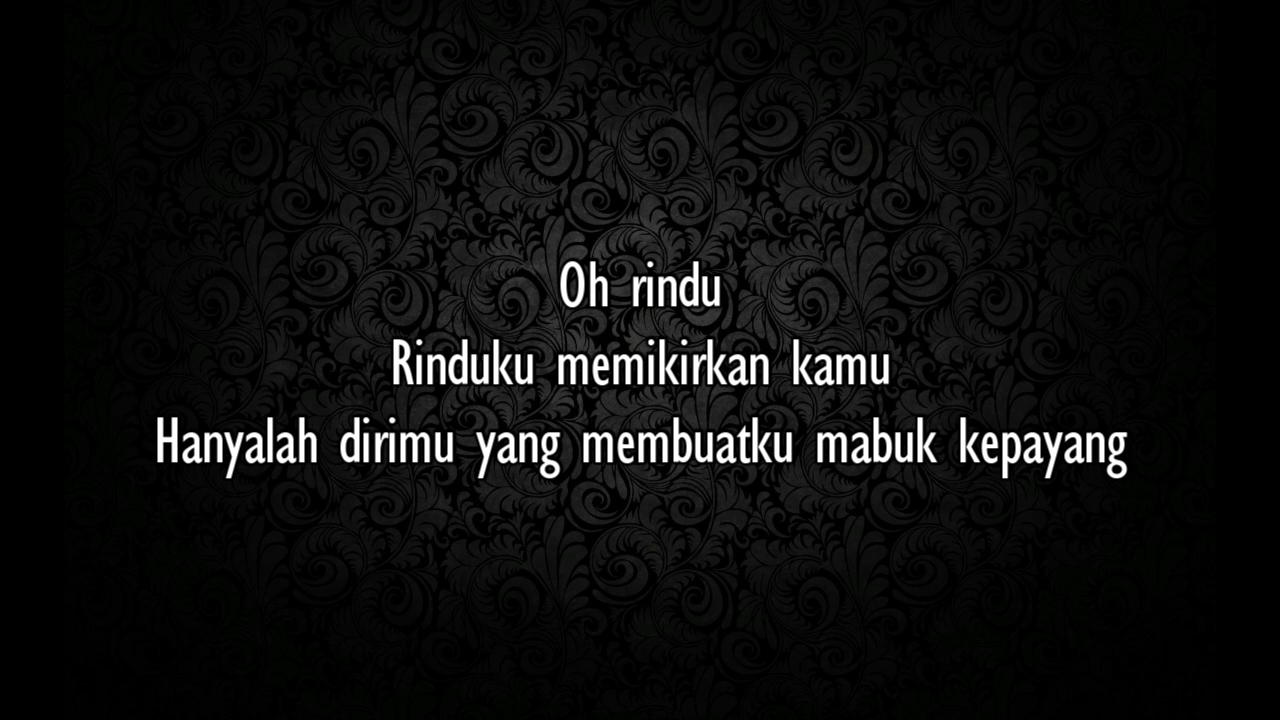 Oh rindu
Rinduku memikirkan kamu
Hanyalah dirimu yang membuatku mabuk kepayang